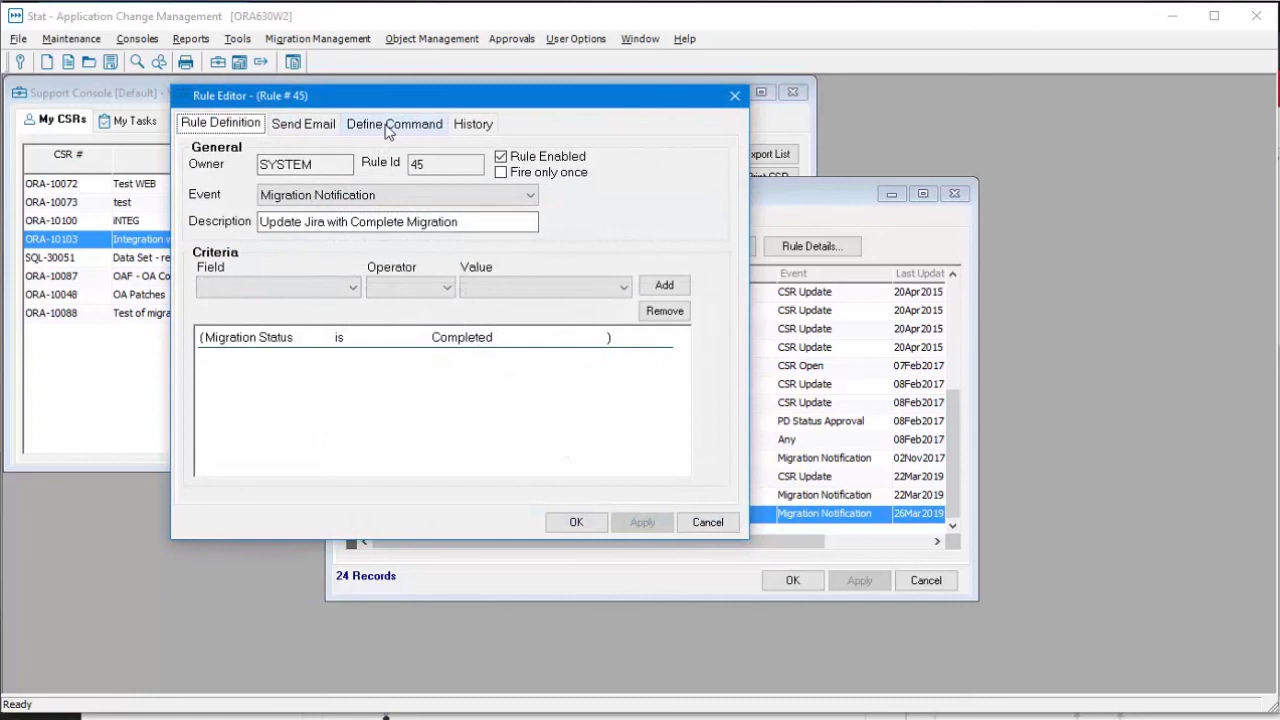 Stat - Application Change Management [ORA630W2]
File Maintenance Consoles Reports Tools Migration Management Object Management Approvals User Options Window Help
Support Console [Default] -
My CSRs My Tasks
CSR #
ORA-10072 Test WEB
ORA-10073 test
ORA-10100 iNTEG
ORA-10103 Integration w
SQL-30051 Data Set - re
ORA-10087 OAF - OA Co
ORA-10048 OA Patches
ORA-10088 Test of migra
xport List
Rule Editor - (Rule # 45)
Rule Definition Send Email Define Command History
General
Owner SYSTEM Rule Id 45
Rule Enabled
Fire only once
Event Migration Notification
Description Update Jira with Complete Migration
Criteria
Field Operator Value
Add
Remove
(Migration Status is Completed )
OK Apply Cancel
Rule Details...
Event Last Updat
CSR Update 20Apr2015
CSR Update 20Apr2015
CSR Update 20Apr2015
CSR Update 20Apr2015
CSR Open 07Feb2017
CSR Update 08Feb2017
CSR Update 08Feb2017
PD Status Approval 08Feb2017
Any 08Feb2017
Migration Notification 02Nov2017
CSR Update 22Mar2019
Migration Notification 22Mar2019
Migration Notification 26Mar2019
24 Records
OK Apply Cancel
Ready